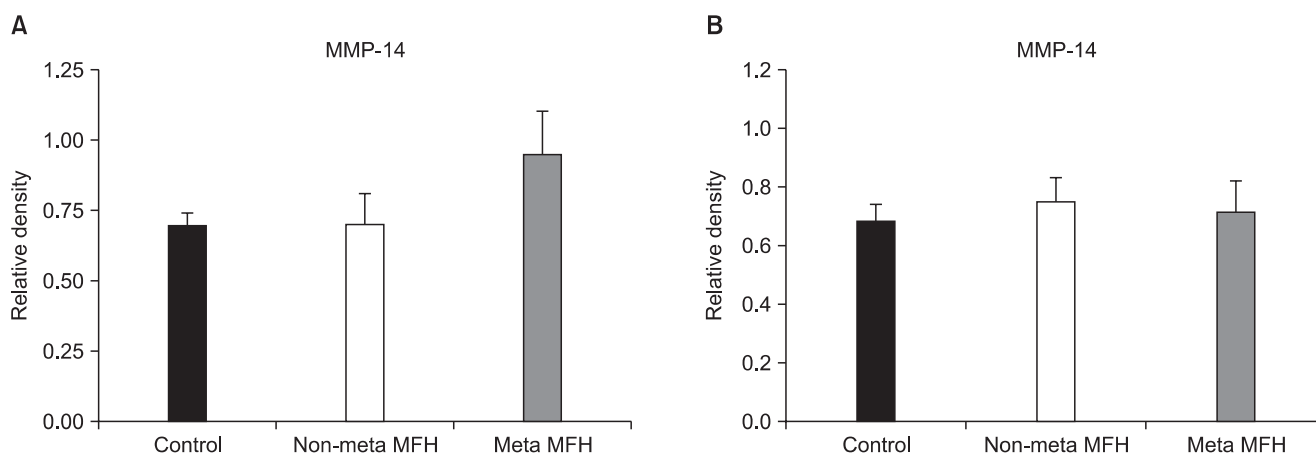 A
MMP-14
Relative density
1.25
1.00
0.75
0.50
0.25
0.00
Control
Non-meta MFH
Meta MFH
B
MMP-14
Relative density
1.2
1.0
0.8
0.6
0.4
0.2
0.0
Control
Non-meta MFH
Meta MFH